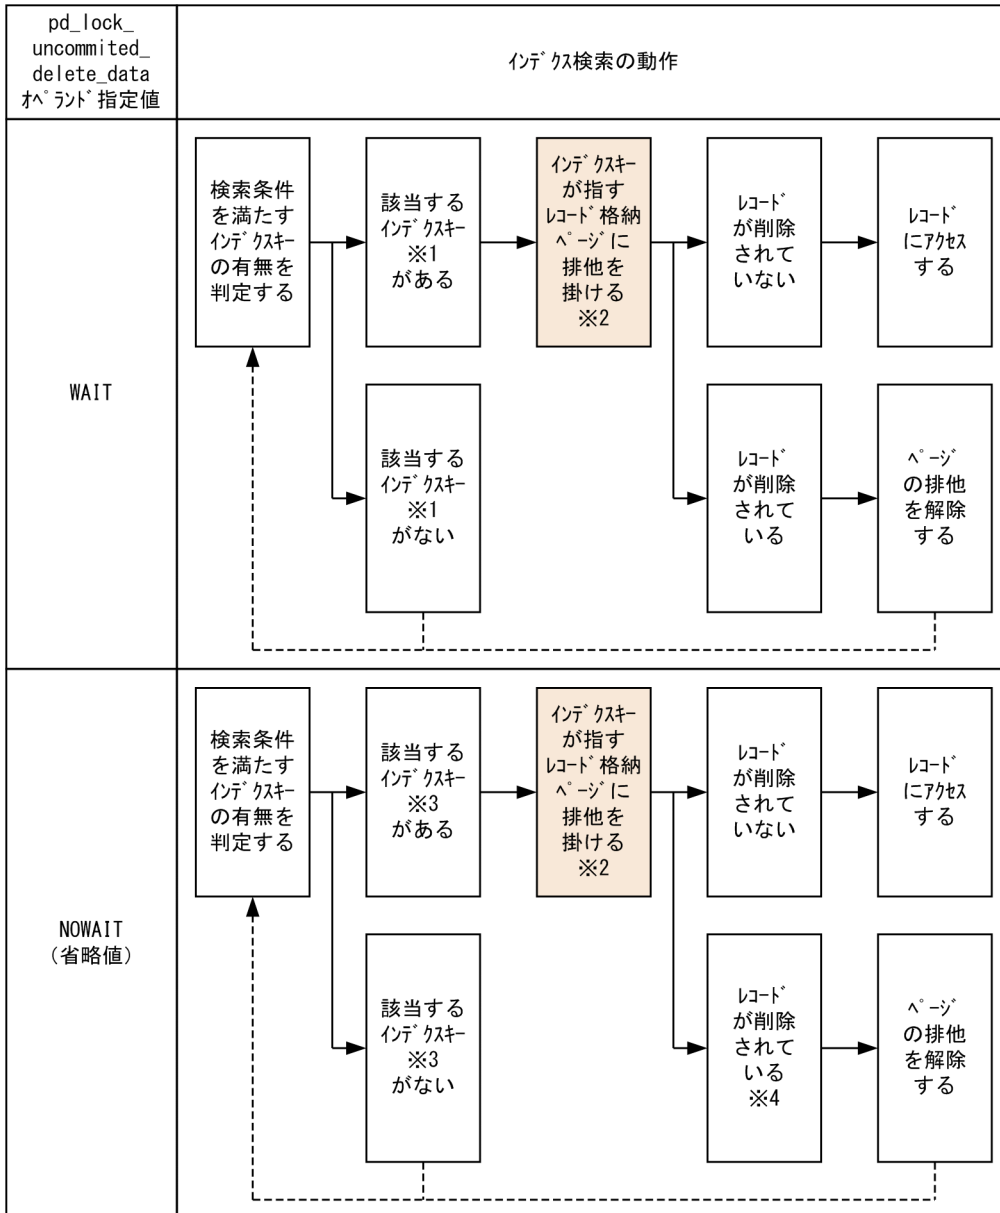 pd_lock_
uncommited_
delete_data
ｵﾍﾟﾗﾝﾄﾞ指定値
ｲﾝﾃﾞｸｽ検索の動作
WAIT
検索条件
を満たす
ｲﾝﾃﾞｸｽｷｰ
の有無を
判定する
該当する
ｲﾝﾃﾞｸｽｷｰ
※1
がある
ｲﾝﾃﾞｸｽｷｰ
が指す
ﾚｺｰﾄﾞ格納
ﾍﾟｰｼﾞに
排他を
掛ける
※2
ﾚｺｰﾄﾞ
が削除
されて
いない
ﾚｺｰﾄﾞ
にｱｸｾｽ
する
該当する
ｲﾝﾃﾞｸｽｷｰ
※1
がない
ﾚｺｰﾄﾞ
が削除
されて
いる
ﾍﾟｰｼﾞ
の排他
を解除
する
NOWAIT
(省略値)
検索条件
を満たす
ｲﾝﾃﾞｸｽｷｰ
の有無を
判定する
該当する
ｲﾝﾃﾞｸｽｷｰ
※3
がある
ｲﾝﾃﾞｸｽｷｰ
が指す
ﾚｺｰﾄﾞ格納
ﾍﾟｰｼﾞに
排他を
掛ける
※2
ﾚｺｰﾄﾞ
が削除
されて
いない
ﾚｺｰﾄﾞ
にｱｸｾｽ
する
該当する
ｲﾝﾃﾞｸｽｷｰ
※3
がない
ﾚｺｰﾄﾞ
が削除
されて
いる
※4
ﾍﾟｰｼﾞ
の排他
を解除
する